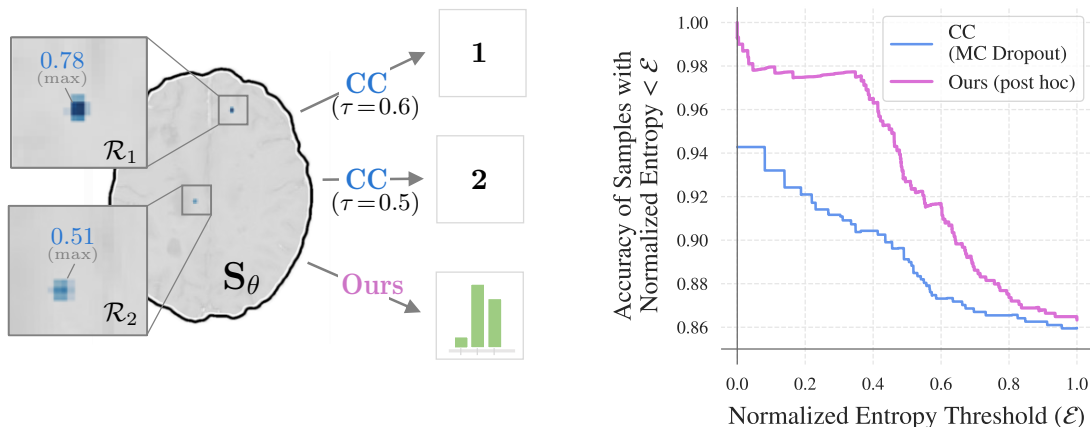 0.78
(max)
R₁
0.51
(max)
R₂
S_θ
CC
(τ=0.6)
1
CC
(τ=0.5)
2
Ours
Accuracy of Samples with
Normalized Entropy < ℰ
1.00
0.98
0.96
0.94
0.92
0.90
0.88
0.86
CC
(MC Dropout)
Ours (post hoc)
0.0 0.2 0.4 0.6 0.8 1.0
Normalized Entropy Threshold (ℰ)